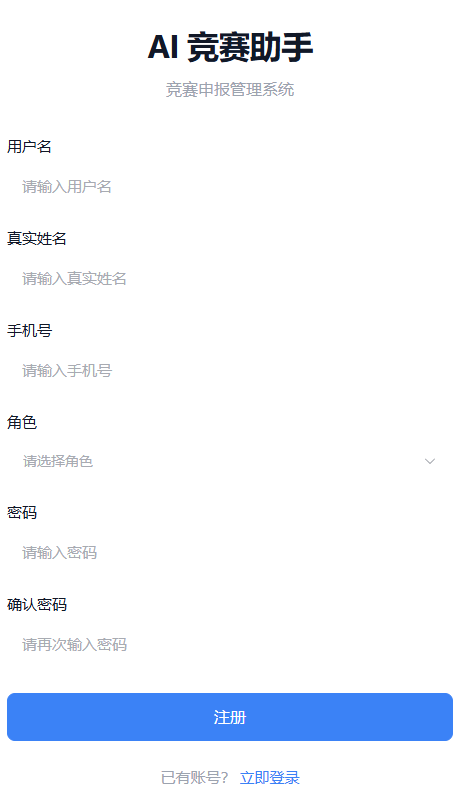 AI 竞赛助手
竞赛申报管理系统
用户名
请输入用户名
真实姓名
请输入真实姓名
手机号
请输入手机号
角色
请选择角色
密码
请输入密码
确认密码
请再次输入密码
注册
已有账号? 立即登录